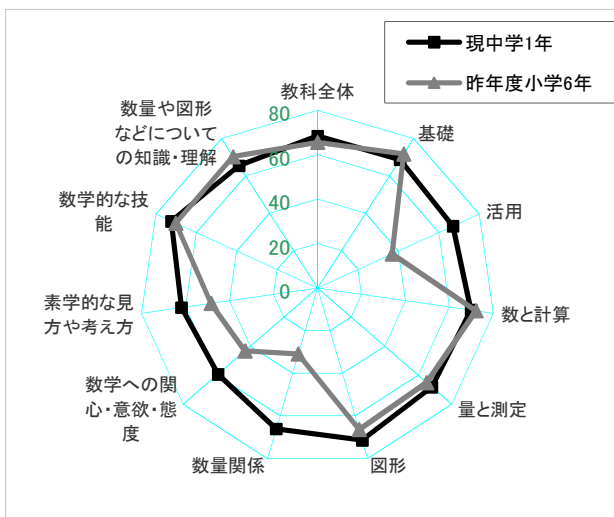 現中学1年
昨年度小学6年
教科全体
基礎
活用
数と計算
量と測定
図形
数量関係
数学への関
心・意欲・態
度
素学的な見
方や考え方
数学的な技
能
数量や図形
などについて
の知識・理解
80
60
40
20
0